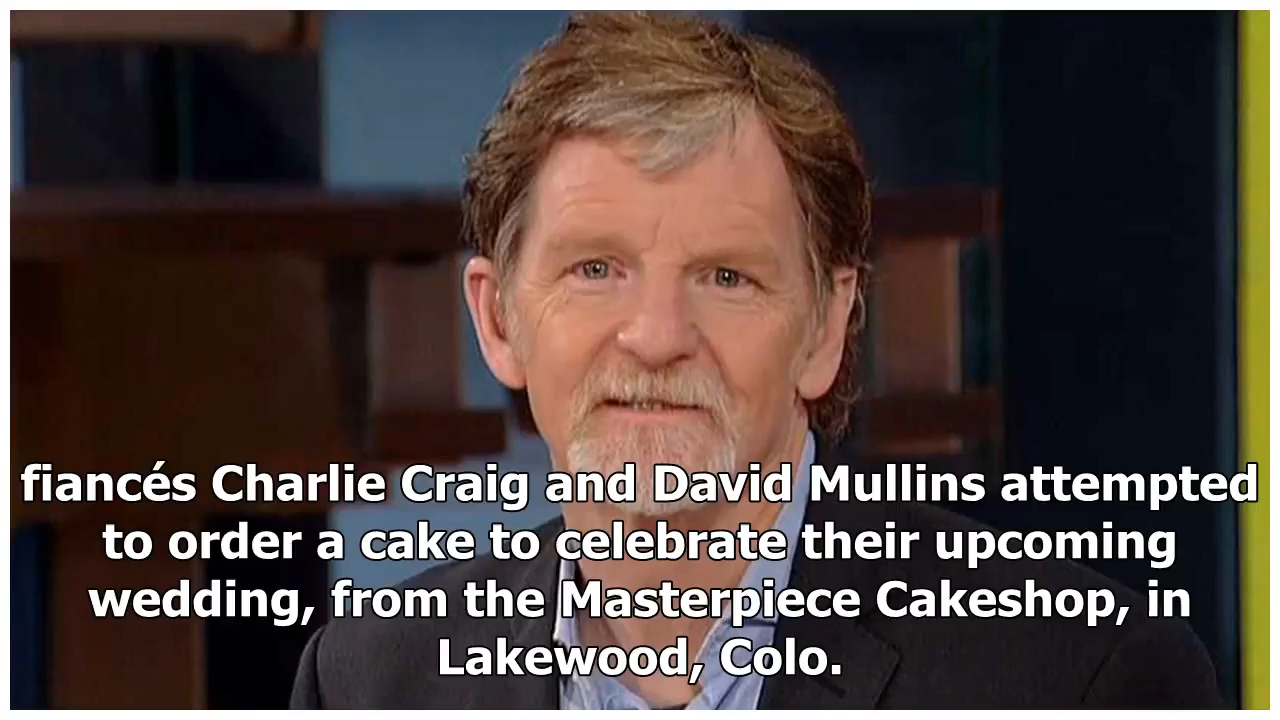 fiancés Charlie Craig and David Mullins attempted
to order a cake to celebrate their upcoming
wedding, from the Masterpiece Cakeshop, in
Lakewood, Colo.